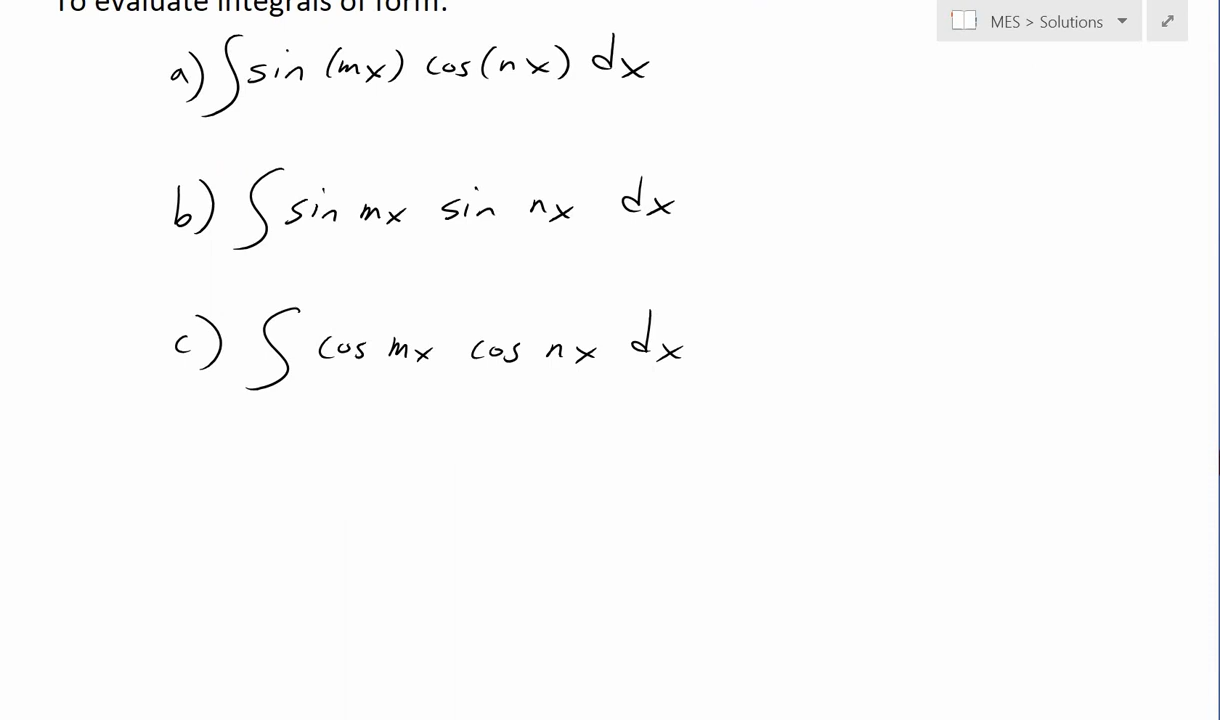 To evaluate integrals of form:
MES > Solutions
a) ∫ sin (mx) cos(nx) dx
b) ∫ sin mx sin nx dx
c) ∫ cos mx cos nx dx